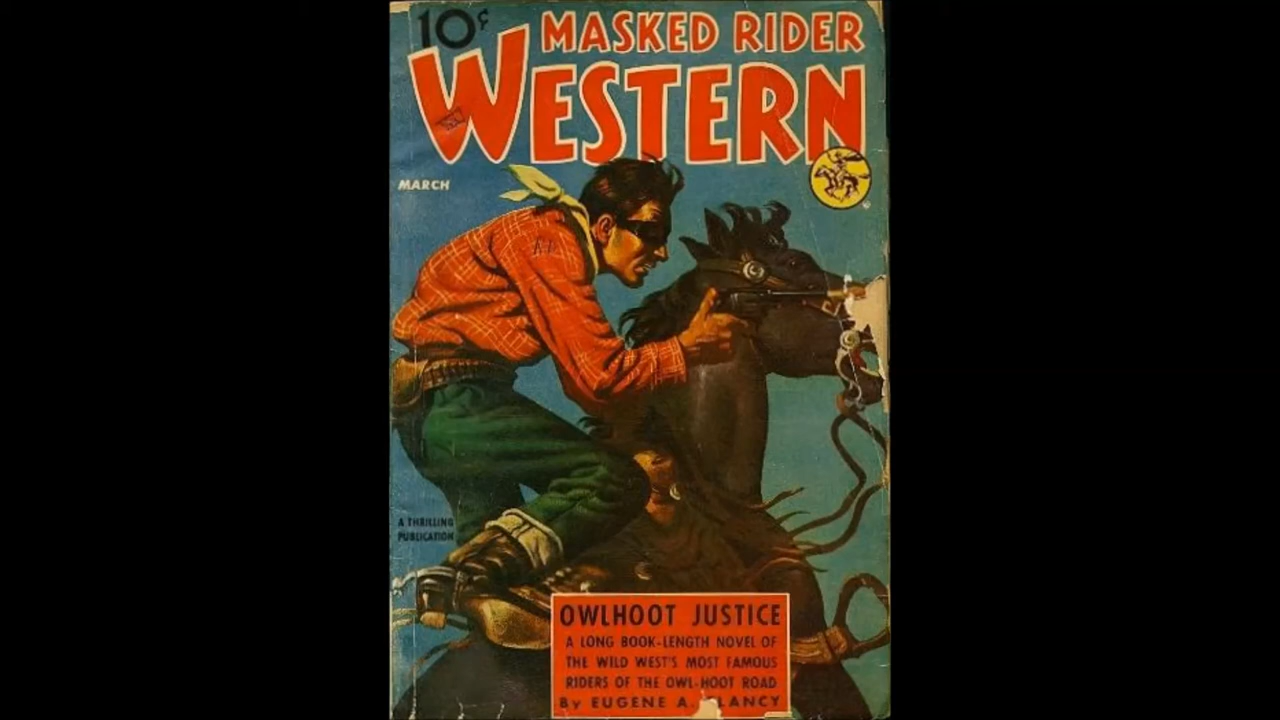 10¢
MASKED RIDER
WESTERN
MARCH
A THRILLING
PUBLICATION
OWLHOOT JUSTICE
A LONG BOOK-LENGTH NOVEL OF
THE WILD WEST'S MOST FAMOUS
RIDERS OF THE OWL-HOOT ROAD
By EUGENE A.